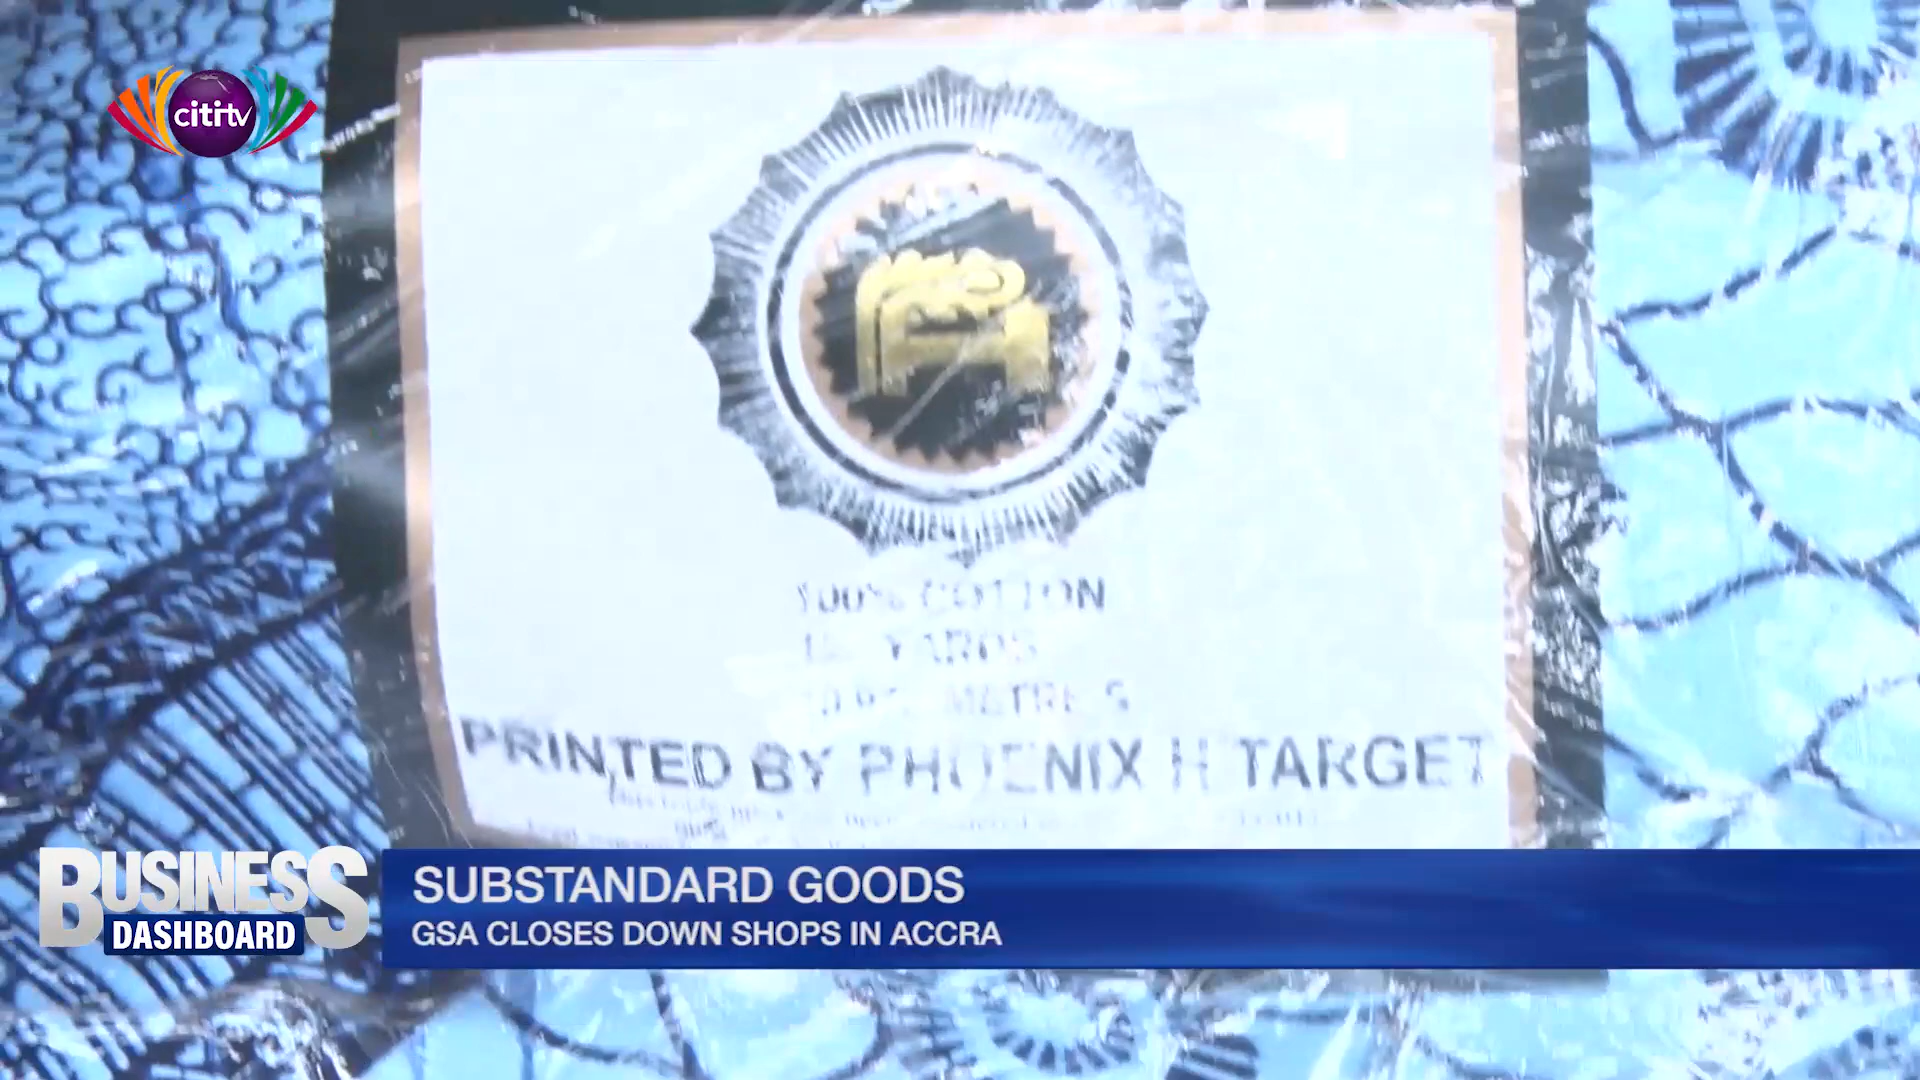 citi tv
100% COTTON
YARDS
METRES
PRINTED BY PHOENIX H TARGET
BUSINESS
DASHBOARD
SUBSTANDARD GOODS
GSA CLOSES DOWN SHOPS IN ACCRA